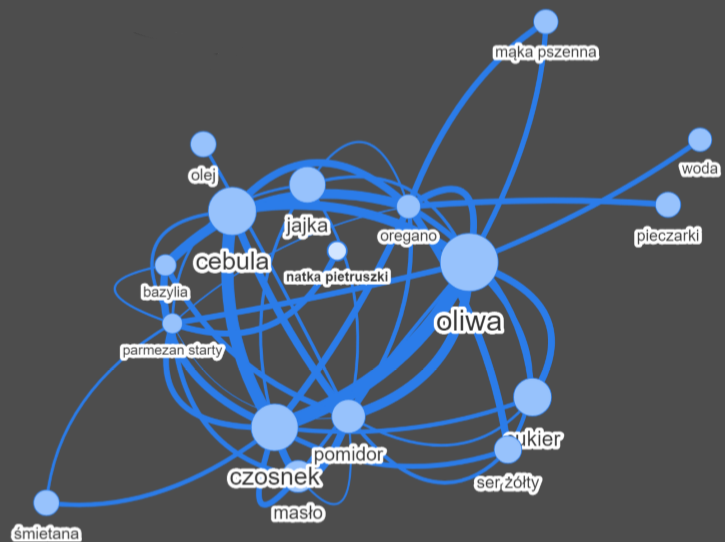 mąka pszenna
woda
olej
jajka
oregano
pieczarki
cebula
natka pietruszki
bazylia
oliwa
parmezan starty
cukier
pomidor
czosnek
ser żółty
masło
śmietana